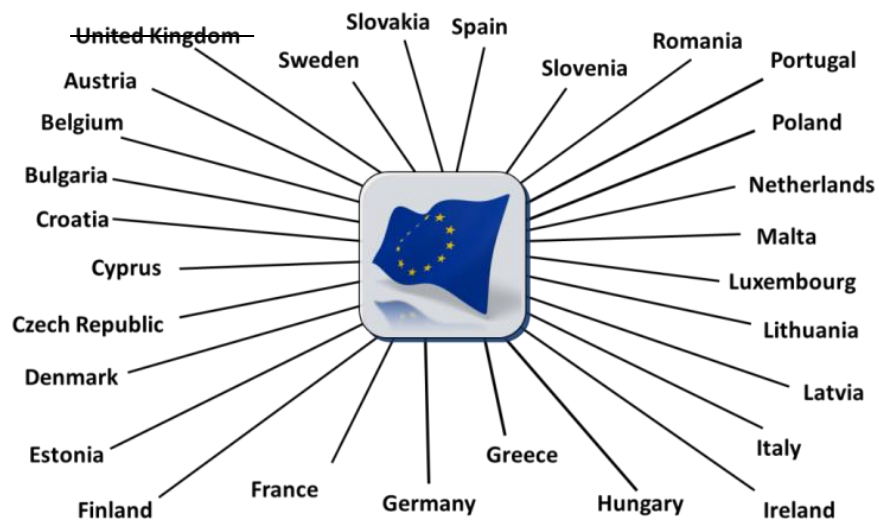 United Kingdom
Slovakia
Spain
Sweden
Slovenia
Romania
Portugal
Austria
Belgium
Poland
Bulgaria
Netherlands
Croatia
Malta
Cyprus
Luxembourg
Czech Republic
Lithuania
Denmark
Latvia
Estonia
Greece
Italy
Finland
France
Germany
Hungary
Ireland